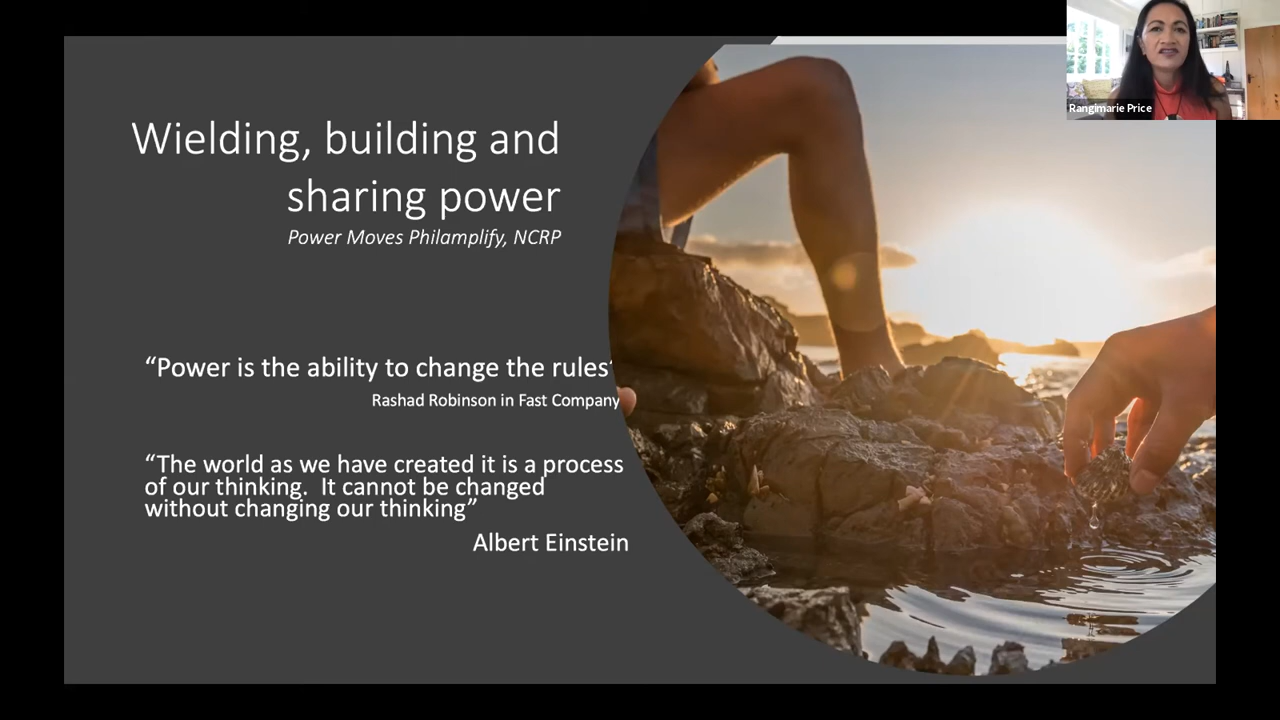 Rangimarie Price
Wielding, building and
sharing power
Power Moves Philamplify, NCRP
“Power is the ability to change the rules”
Rashad Robinson in Fast Company
“The world as we have created it is a process
of our thinking.  It cannot be changed
without changing our thinking”
Albert Einstein